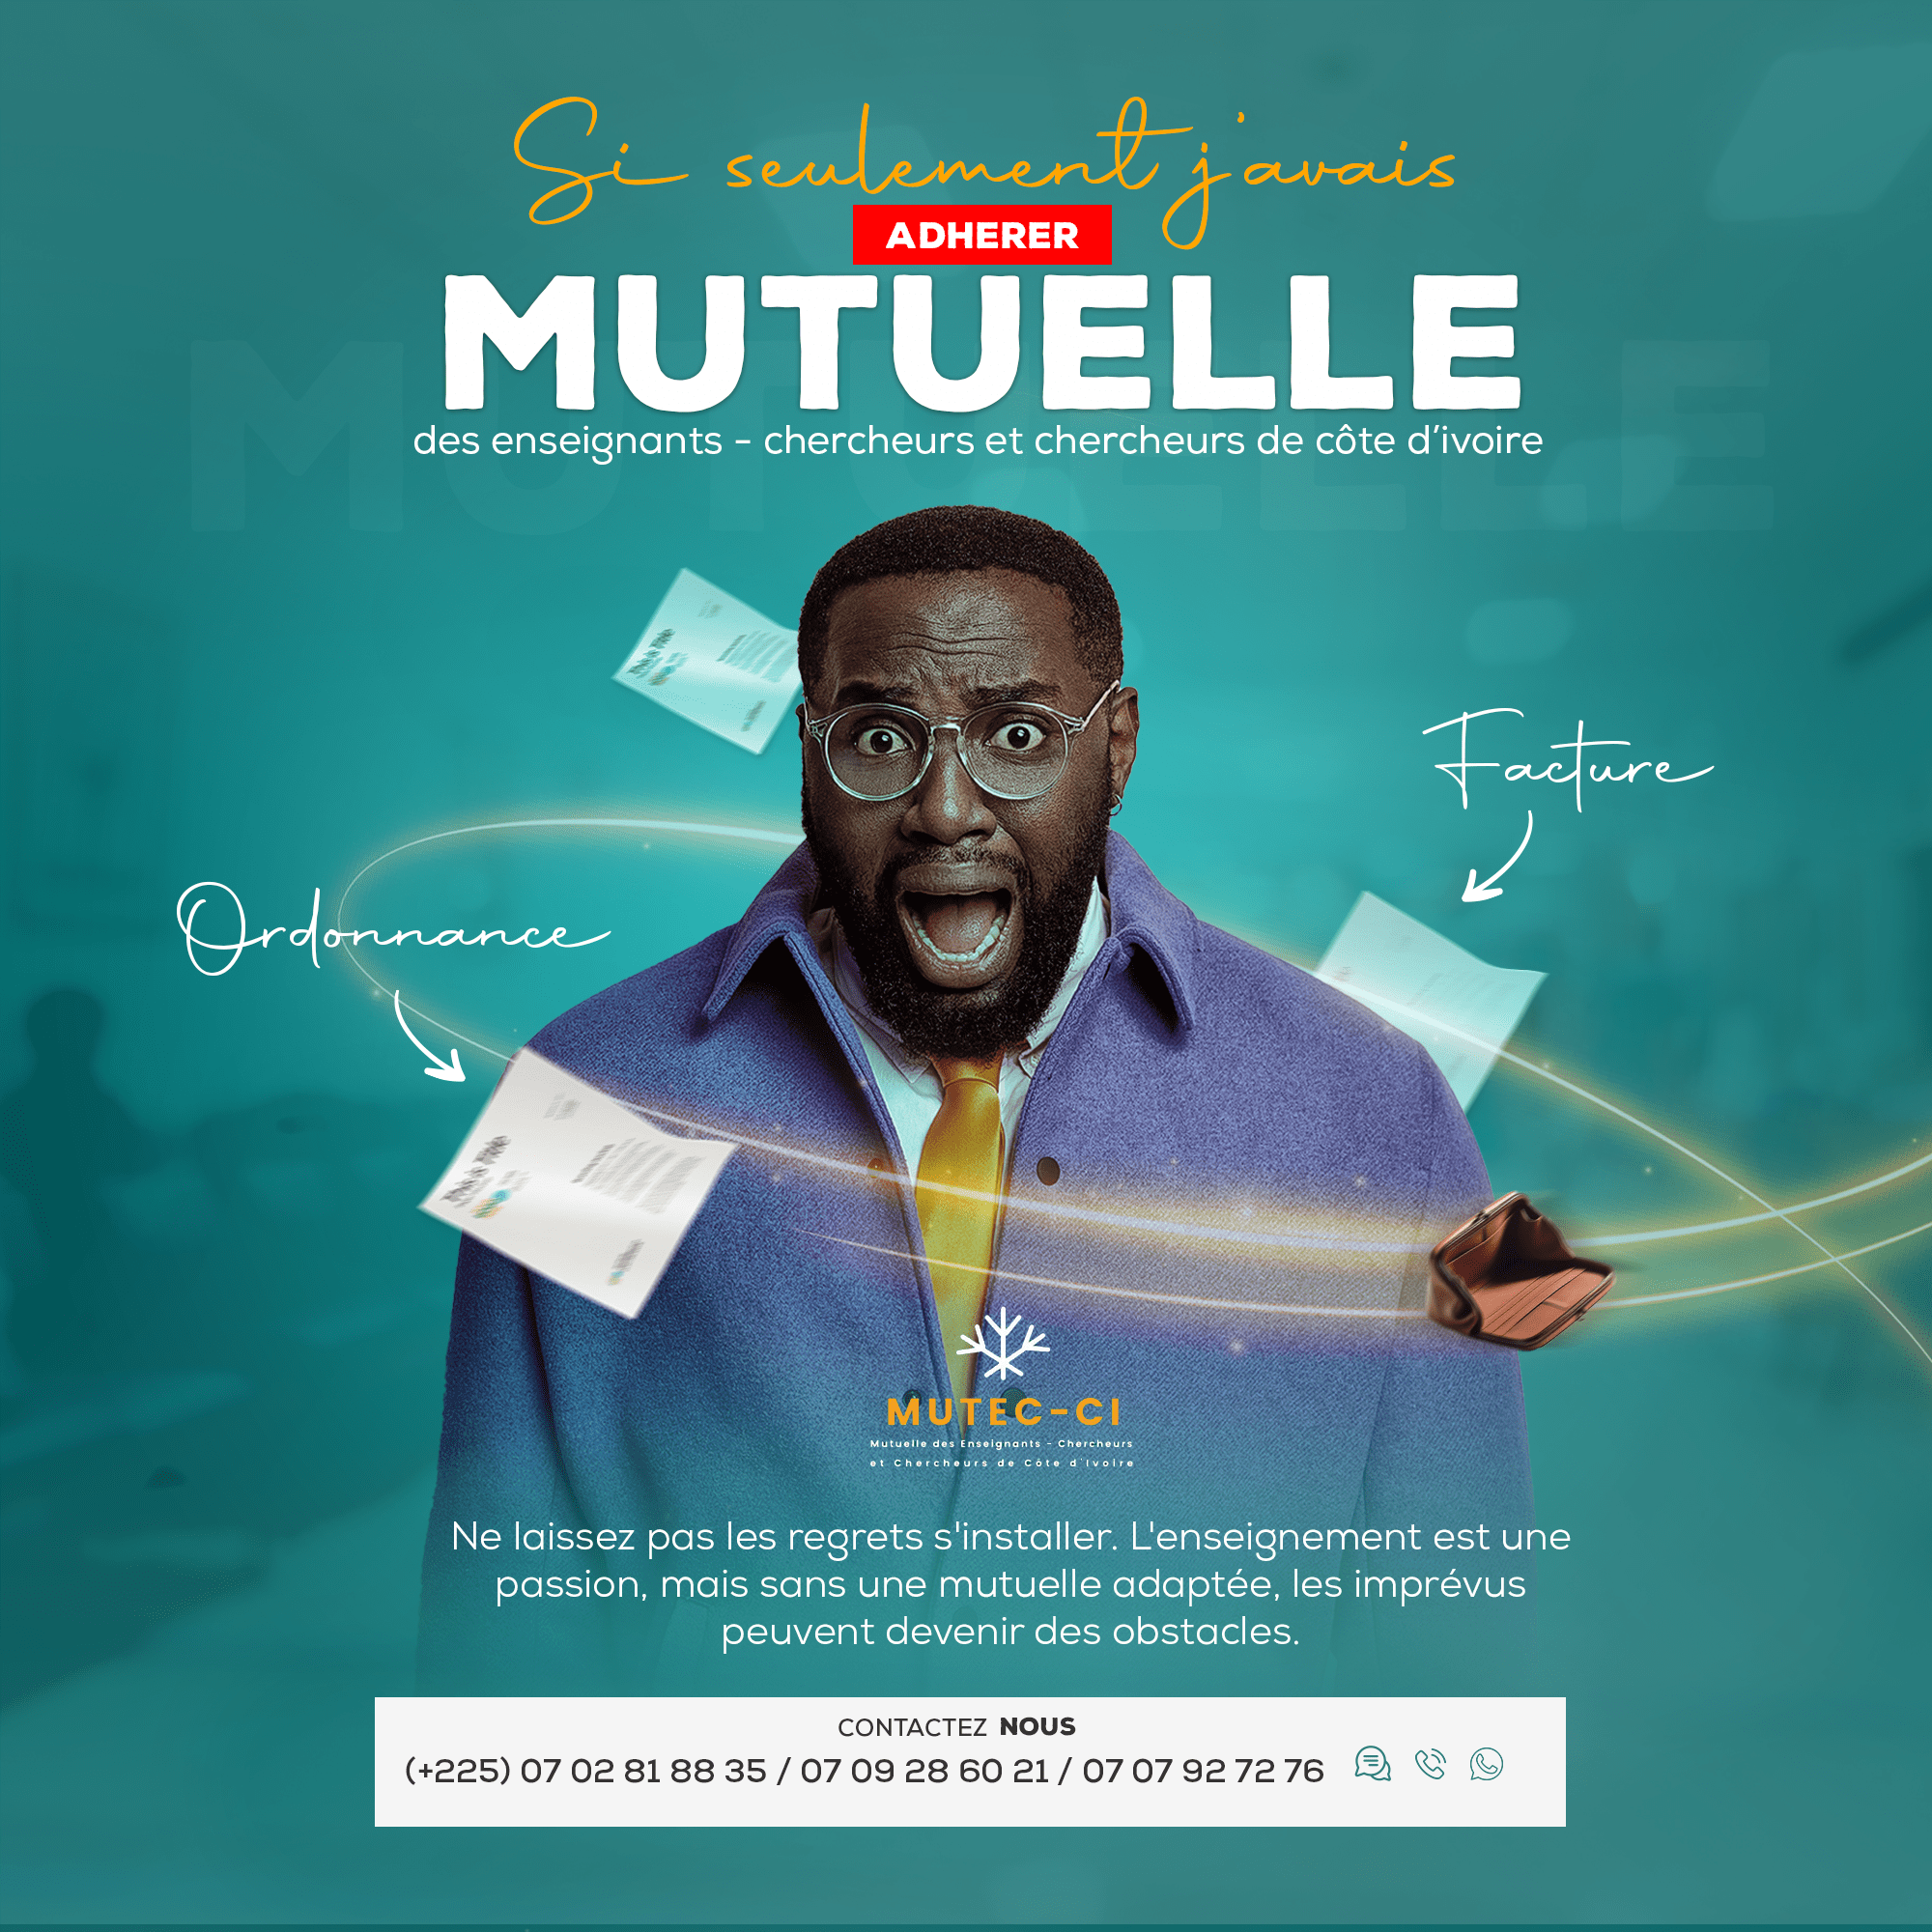 Si seulement j'avais
ADHERER
MUTUELLE
MUTUELLE
des enseignants - chercheurs et chercheurs de côte d’ivoire
Facture
Ordonnance
MUTEC-CI
Mutuelle des Enseignants - Chercheurs
et Chercheurs de Côte d'Ivoire
Ne laissez pas les regrets s'installer. L'enseignement est une
passion, mais sans une mutuelle adaptée, les imprévus
peuvent devenir des obstacles.
CONTACTEZ NOUS
(+225) 07 02 81 88 35 / 07 09 28 60 21 / 07 07 92 72 76